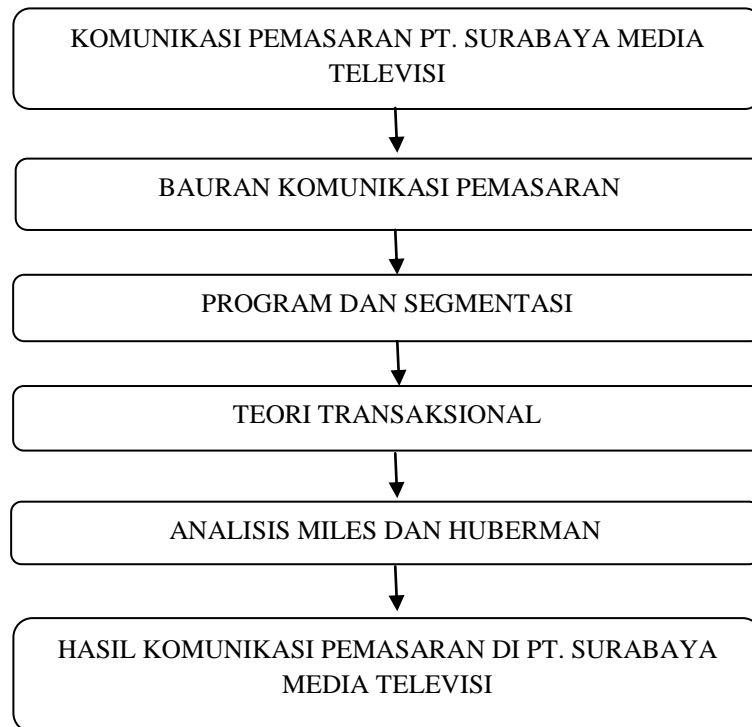 KOMUNIKASI PEMASARAN PT. SURABAYA MEDIA
TELEVISI
BAURAN KOMUNIKASI PEMASARAN
PROGRAM DAN SEGMENTASI
TEORI TRANSAKSIONAL
ANALISIS MILES DAN HUBERMAN
HASIL KOMUNIKASI PEMASARAN DI PT. SURABAYA
MEDIA TELEVISI